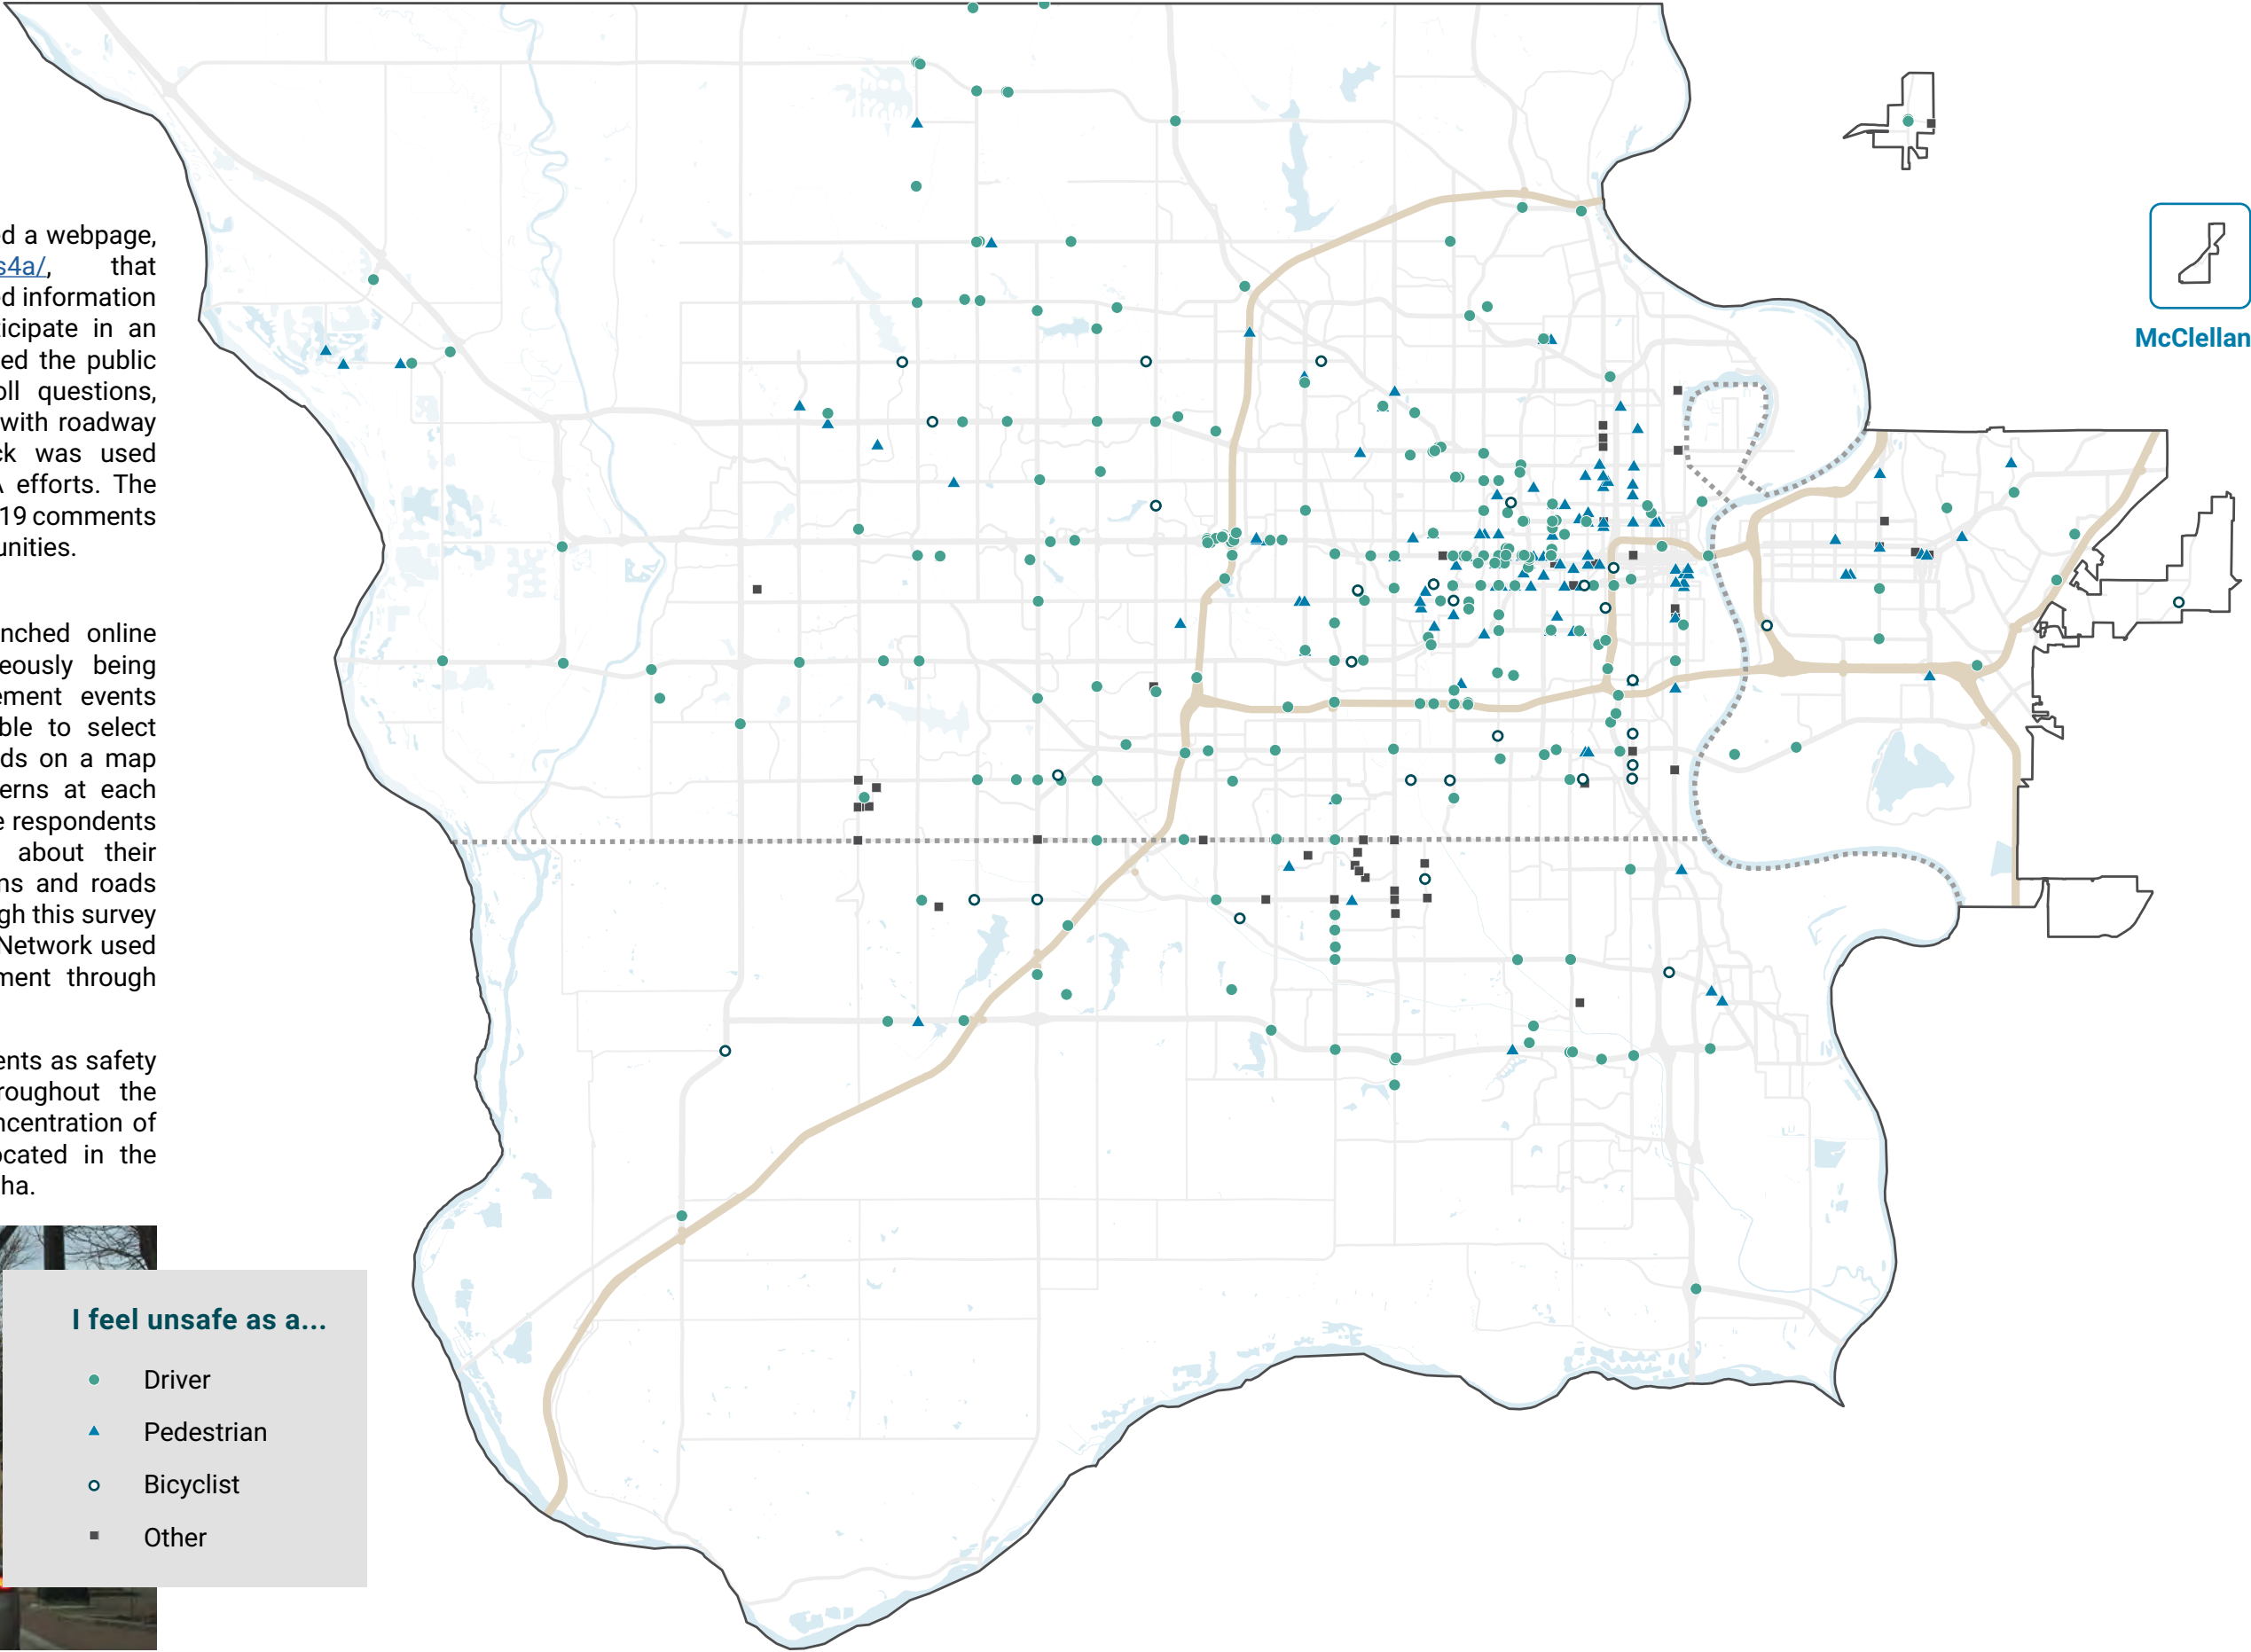 d a webpage,
s4a/, that
d information
ticipate in an
ed the public
oll questions,
with roadway
ck was used
A efforts. The
19 comments
unities.
nched online
eously being
ement events
ble to select
ds on a map
erns at each
e respondents
about their
ns and roads
gh this survey
Network used
ment through
ents as safety
roughout the
ncentration of
ocated in the
ha.
McClellan
I feel unsafe as a...
Driver
Pedestrian
Bicyclist
Other